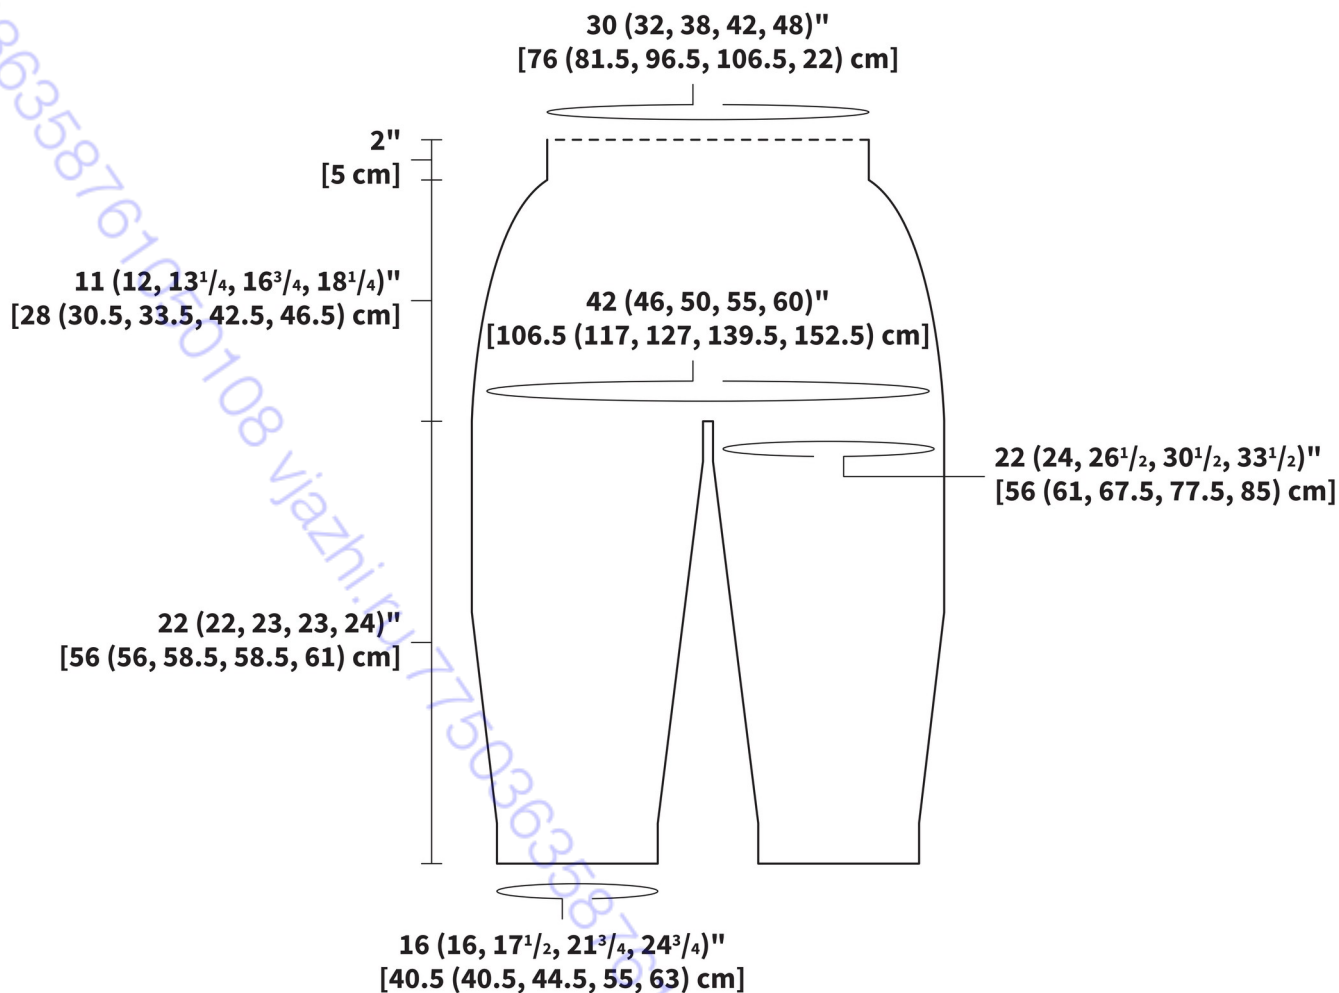 30 (32, 38, 42, 48)"
[76 (81.5, 96.5, 106.5, 22) cm]
2"
[5 cm]
11 (12, 13¹/₄, 16³/₄, 18¹/₄)"
[28 (30.5, 33.5, 42.5, 46.5) cm]
42 (46, 50, 55, 60)"
[106.5 (117, 127, 139.5, 152.5) cm]
22 (24, 26¹/₂, 30¹/₂, 33¹/₂)"
[56 (61, 67.5, 77.5, 85) cm]
22 (22, 23, 23, 24)"
[56 (56, 58.5, 58.5, 61) cm]
16 (16, 17¹/₂, 21³/₄, 24³/₄)"
[40.5 (40.5, 44.5, 55, 63) cm]
vjazhi.ru